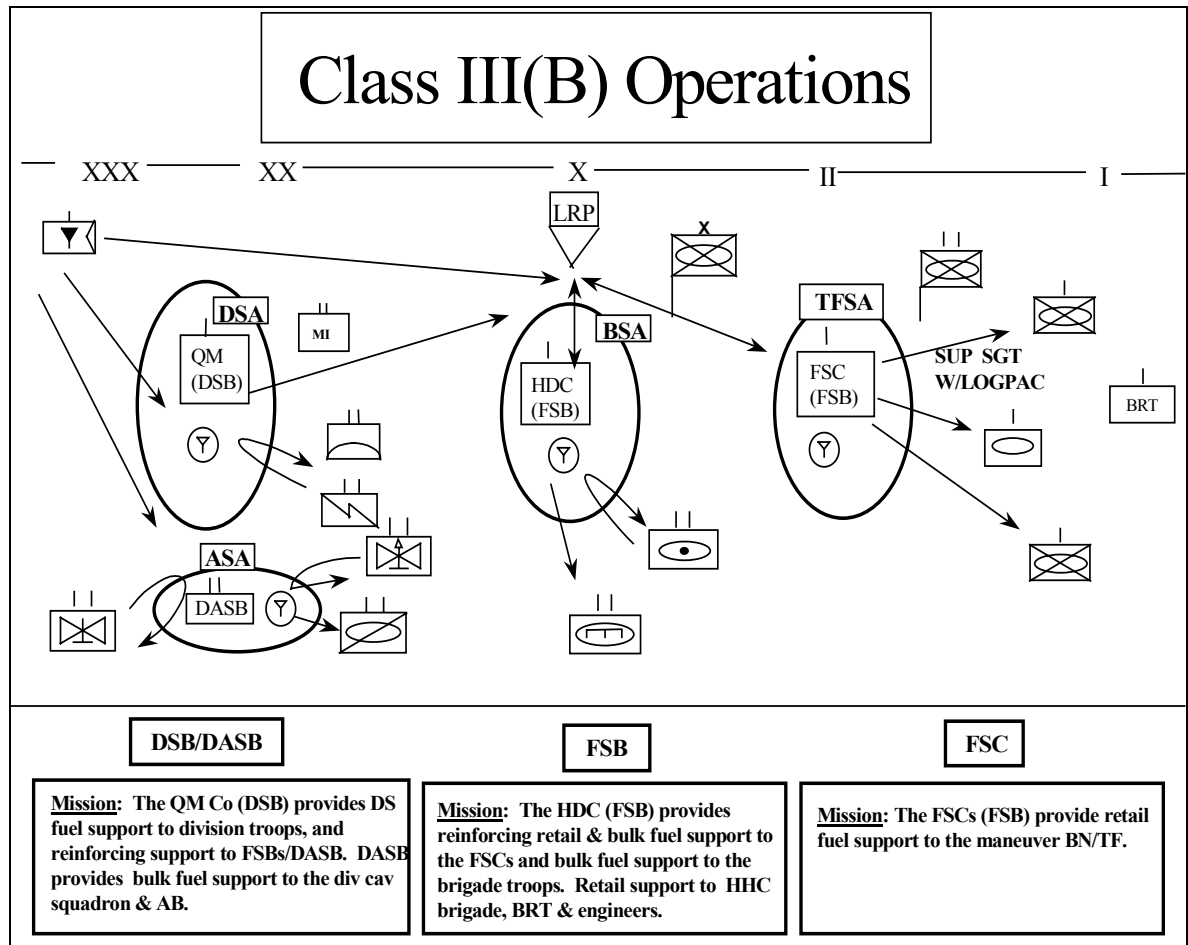 Class III(B) Operations
XXX XX X II I
LRP
X
DSA
MI
BSA
TFSA
QM
(DSB)
HDC
(FSB)
FSC
(FSB)
SUP SGT
W/LOGPAC
BRT
ASA
DASB
DSB/DASB
Mission: The QM Co (DSB) provides DS
fuel support to division troops, and
reinforcing support to FSBs/DASB. DASB
provides bulk fuel support to the div cav
squadron & AB.
FSB
Mission: The HDC (FSB) provides
reinforcing retail & bulk fuel support to
the FSCs and bulk fuel support to the
brigade troops. Retail support to HHC
brigade, BRT & engineers.
FSC
Mission: The FSCs (FSB) provide retail
fuel support to the maneuver BN/TF.